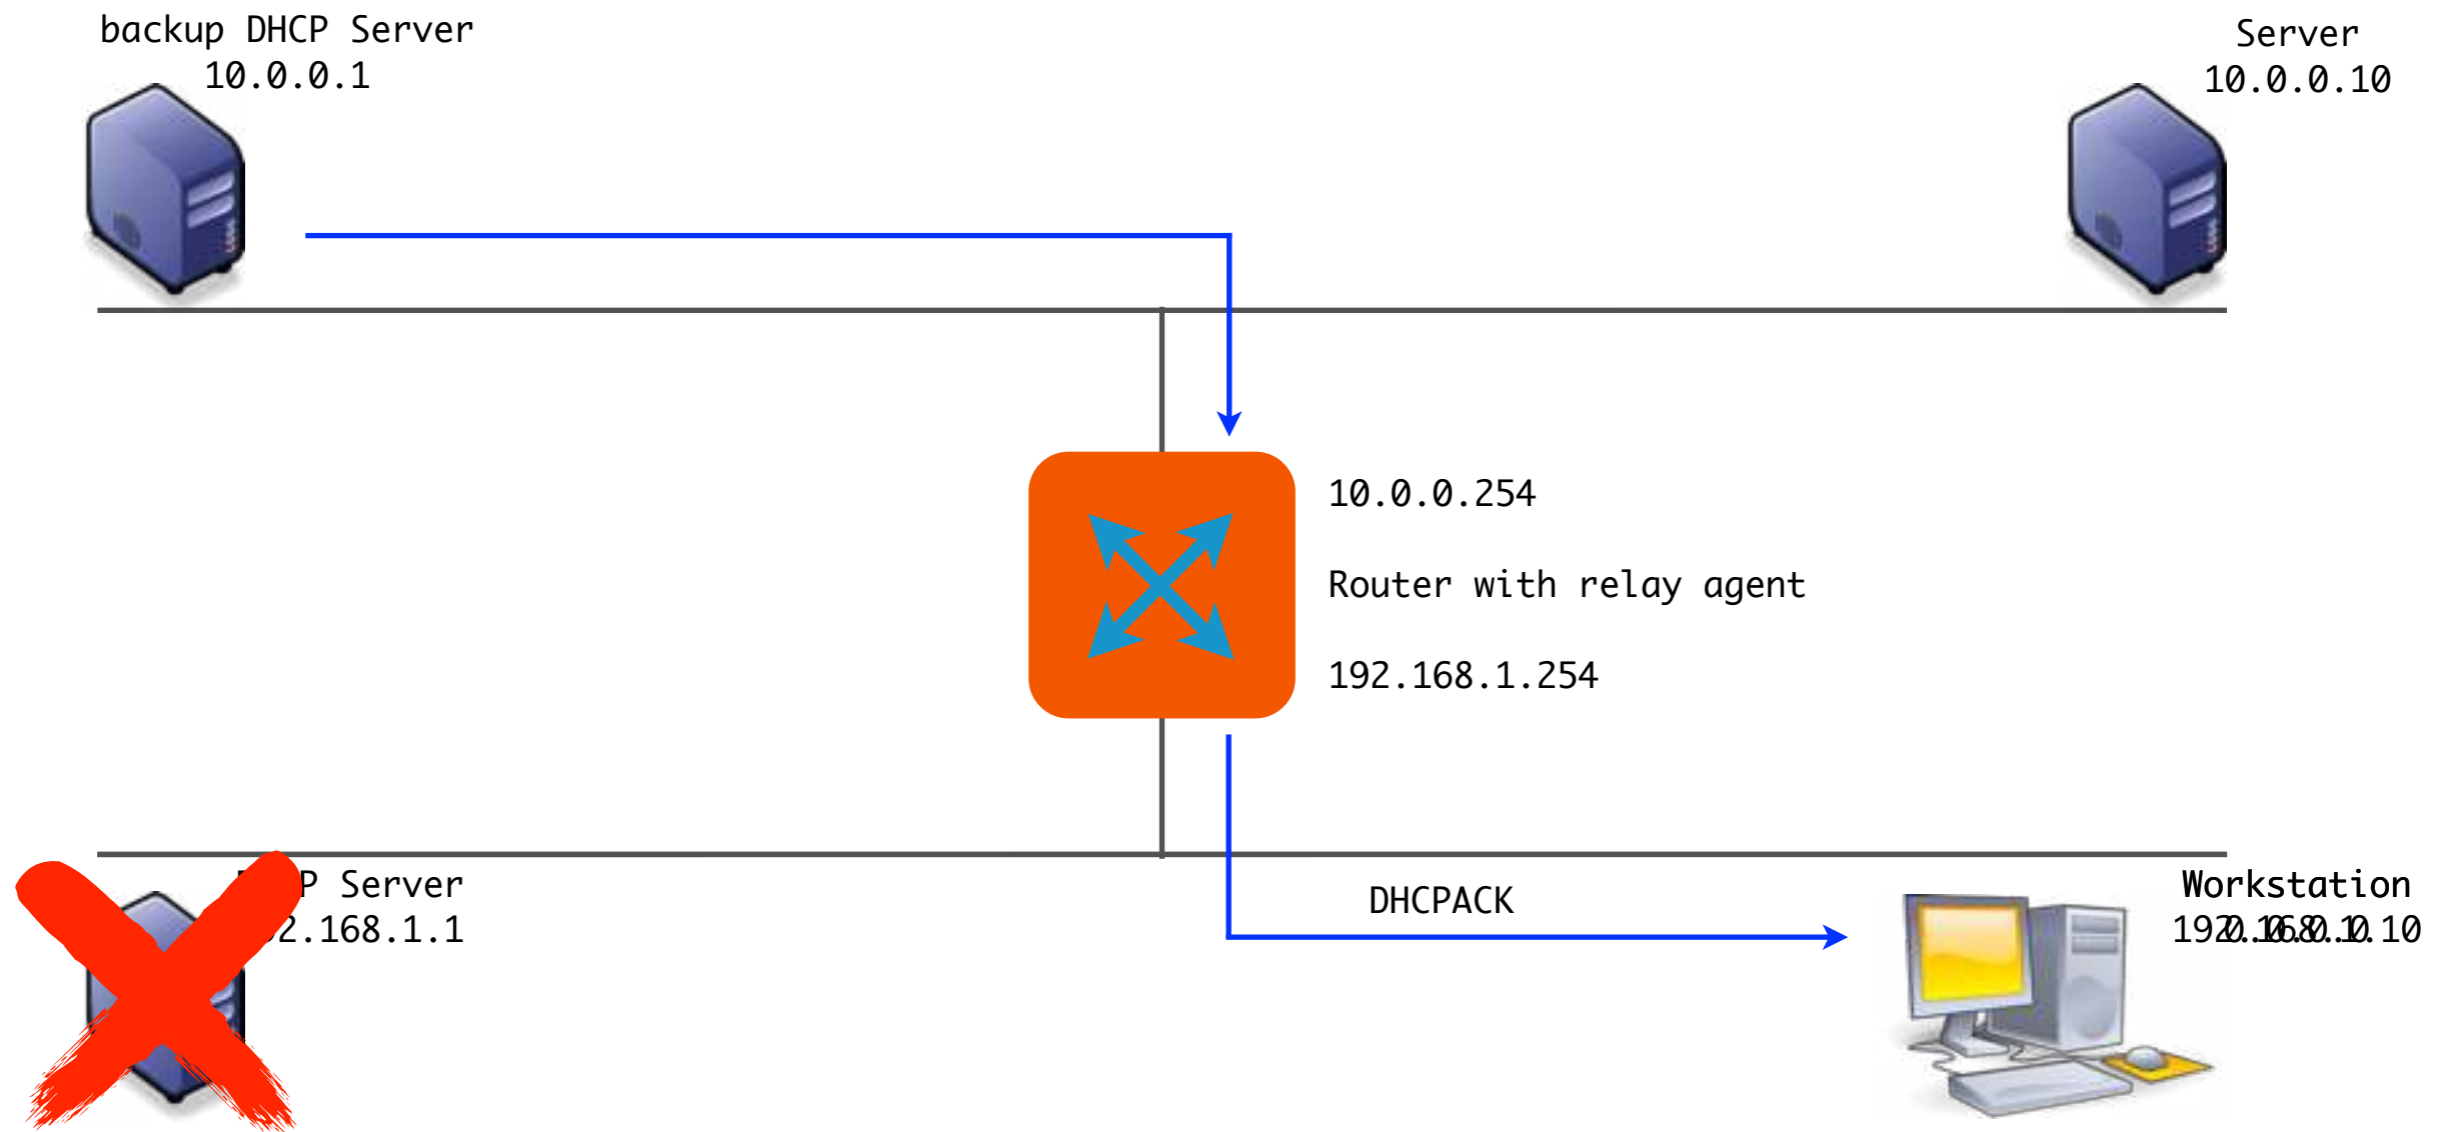 backup DHCP Server
10.0.0.1
Server
10.0.0.10
10.0.0.254
Router with relay agent
192.168.1.254
Server
.168.1.1
DHCPACK
Workstation